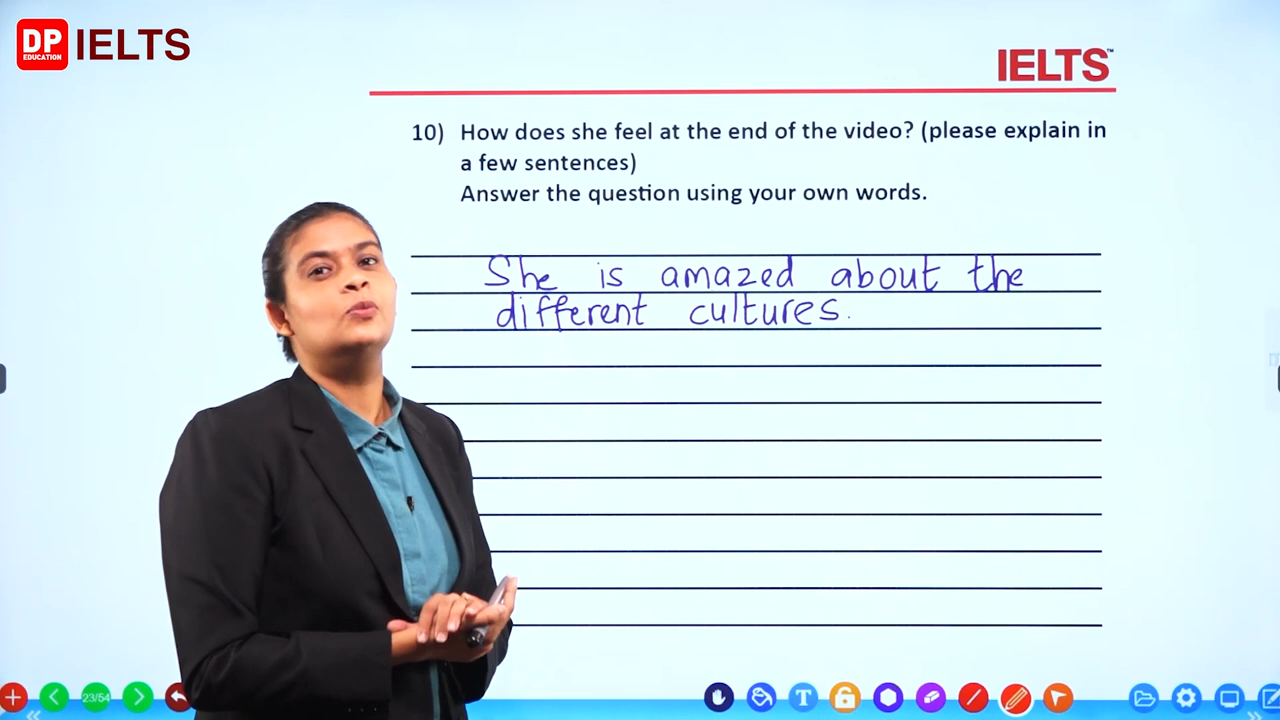 DP
EDUCATION
IELTS
IELTS™
10) How does she feel at the end of the video? (please explain in
a few sentences)
Answer the question using your own words.
She is amazed about the
different cultures.
23/54
T